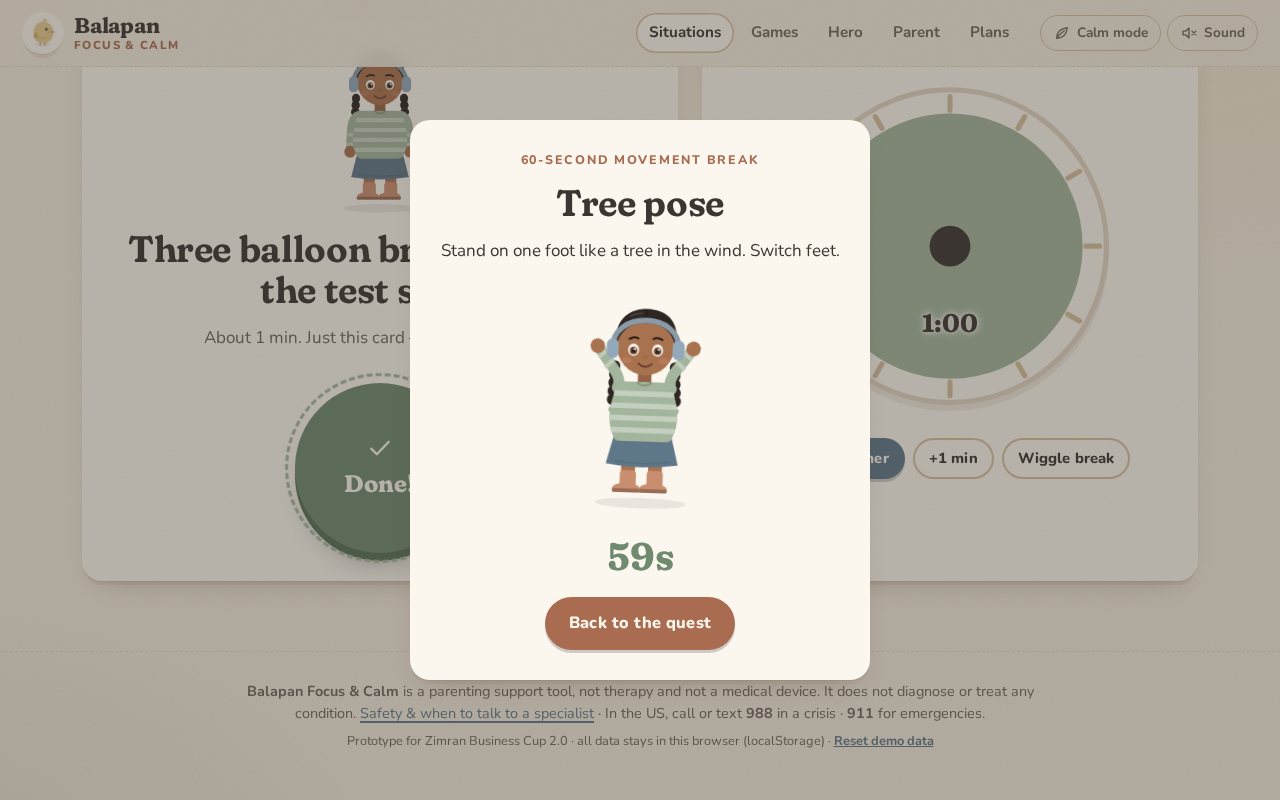 Balapan
FOCUS & CALM
Situations
Games
Hero
Parent
Plans
Calm mode
Sound
60-SECOND MOVEMENT BREAK
Tree pose
Stand on one foot like a tree in the wind. Switch feet.
59s
Back to the quest
Three balloon
the test
About 1 min. Just this card
Done!
1:00
+1 min
Wiggle break
Balapan Focus & Calm is a parenting support tool, not therapy and not a medical device. It does not diagnose or treat any
condition. Safety & when to talk to a specialist · In the US, call or text 988 in a crisis · 911 for emergencies.
Prototype for Zimran Business Cup 2.0 · all data stays in this browser (localStorage) · Reset demo data